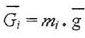 G̅ᵢ = mᵢ · g̅